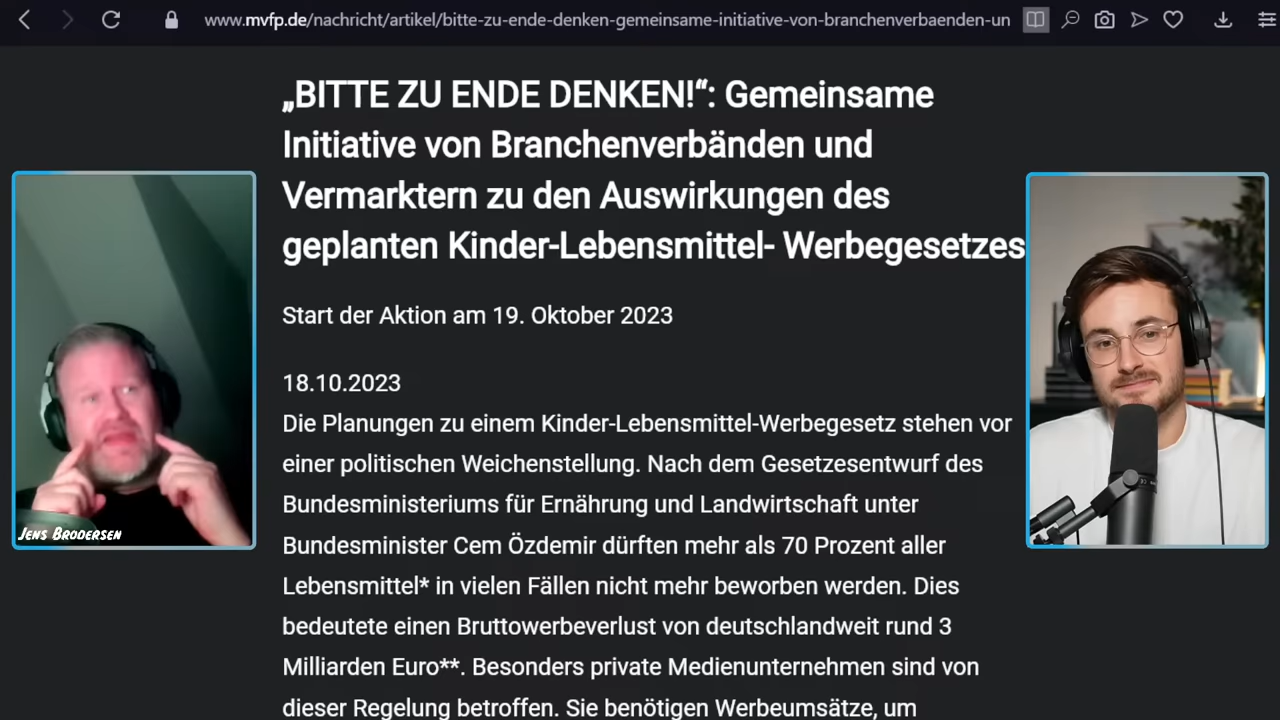 www.mvfp.de/nachricht/artikel/bitte-zu-ende-denken-gemeinsame-initiative-von-branchenverbaenden-un
„BITTE ZU ENDE DENKEN!“: Gemeinsame
Initiative von Branchenverbänden und
Vermarktern zu den Auswirkungen des
geplanten Kinder-Lebensmittel- Werbegesetzes
Start der Aktion am 19. Oktober 2023
18.10.2023
Die Planungen zu einem Kinder-Lebensmittel-Werbegesetz stehen vor
einer politischen Weichenstellung. Nach dem Gesetzesentwurf des
Bundesministeriums für Ernährung und Landwirtschaft unter
Bundesminister Cem Özdemir dürften mehr als 70 Prozent aller
Lebensmittel* in vielen Fällen nicht mehr beworben werden. Dies
bedeutete einen Bruttowerbeverlust von deutschlandweit rund 3
Milliarden Euro**. Besonders private Medienunternehmen sind von
dieser Regelung betroffen. Sie benötigen Werbeumsätze, um
Jens Brodersen